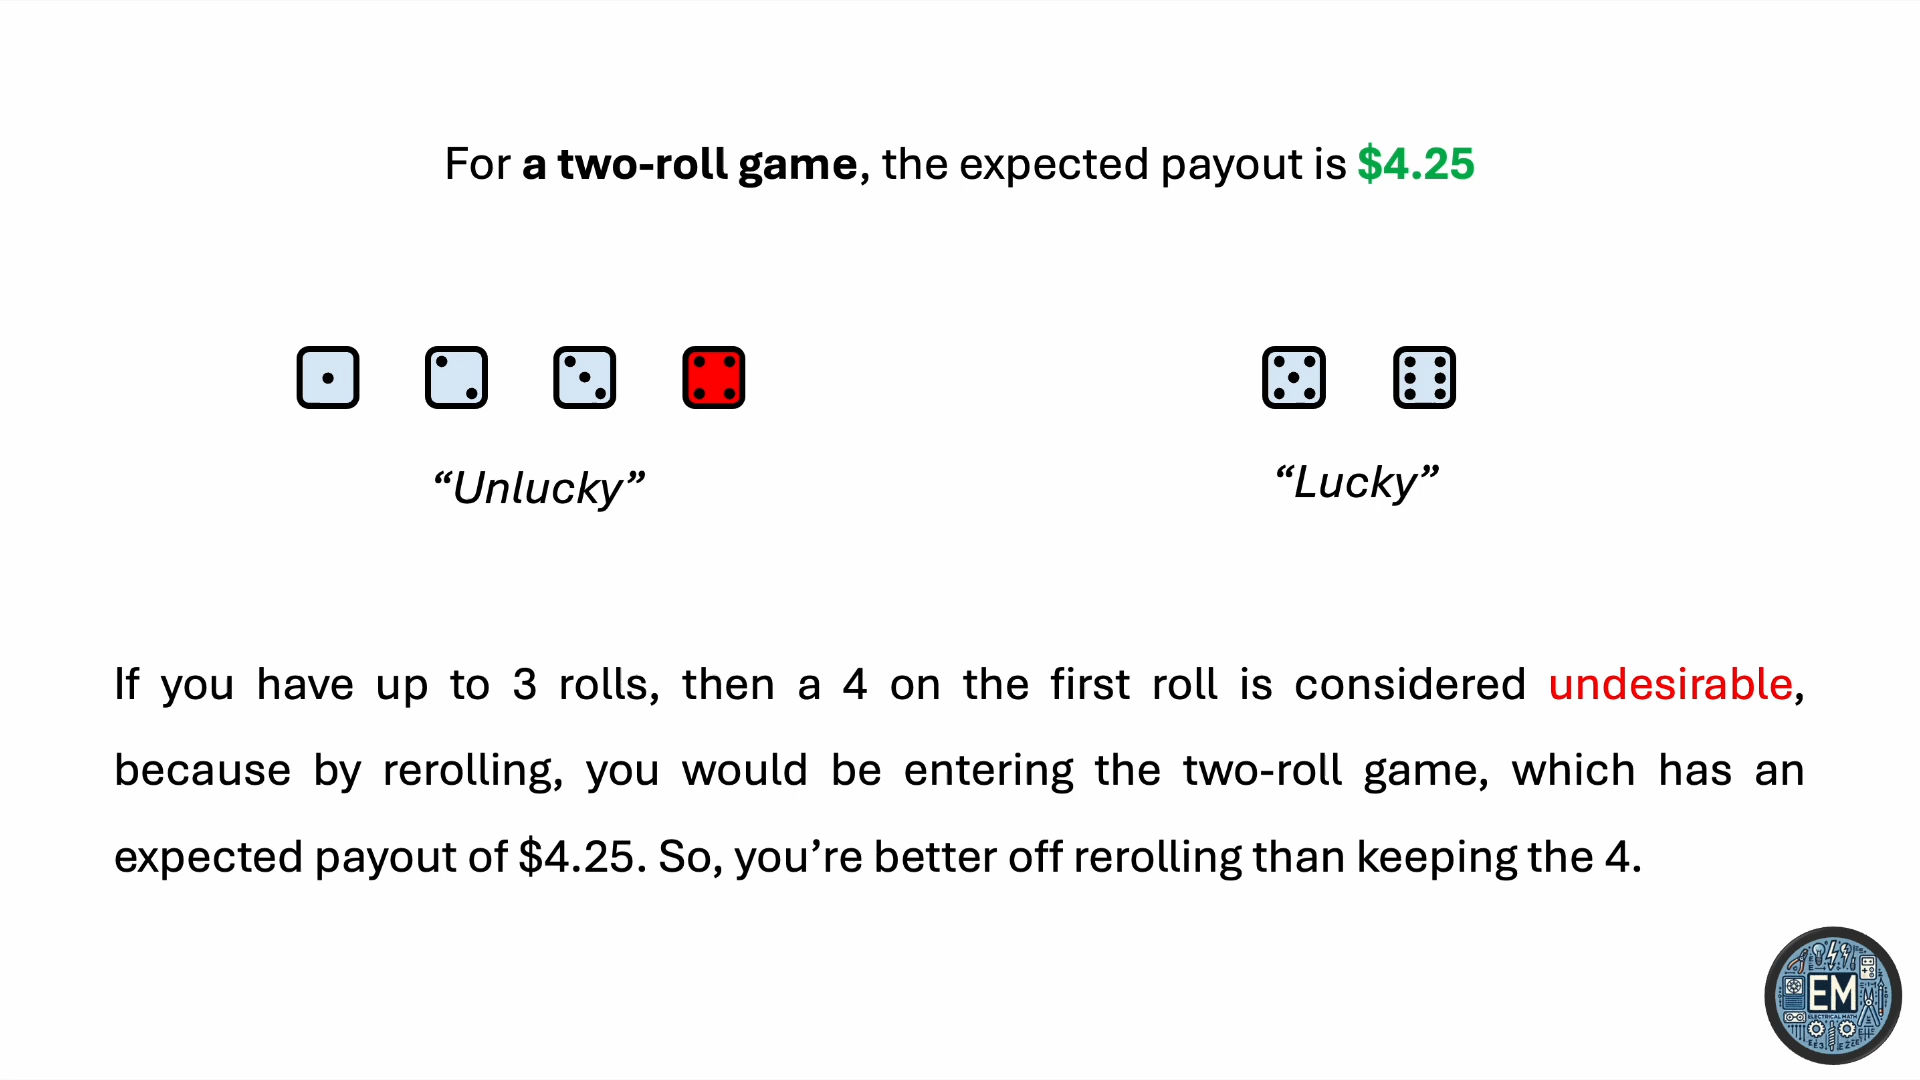 For a two-roll game, the expected payout is $4.25
“Unlucky”
“Lucky”
If you have up to 3 rolls, then a 4 on the first roll is considered undesirable,
because by rerolling, you would be entering the two-roll game, which has an
expected payout of $4.25. So, you’re better off rerolling than keeping the 4.
EM
ELECTRICAL MATH